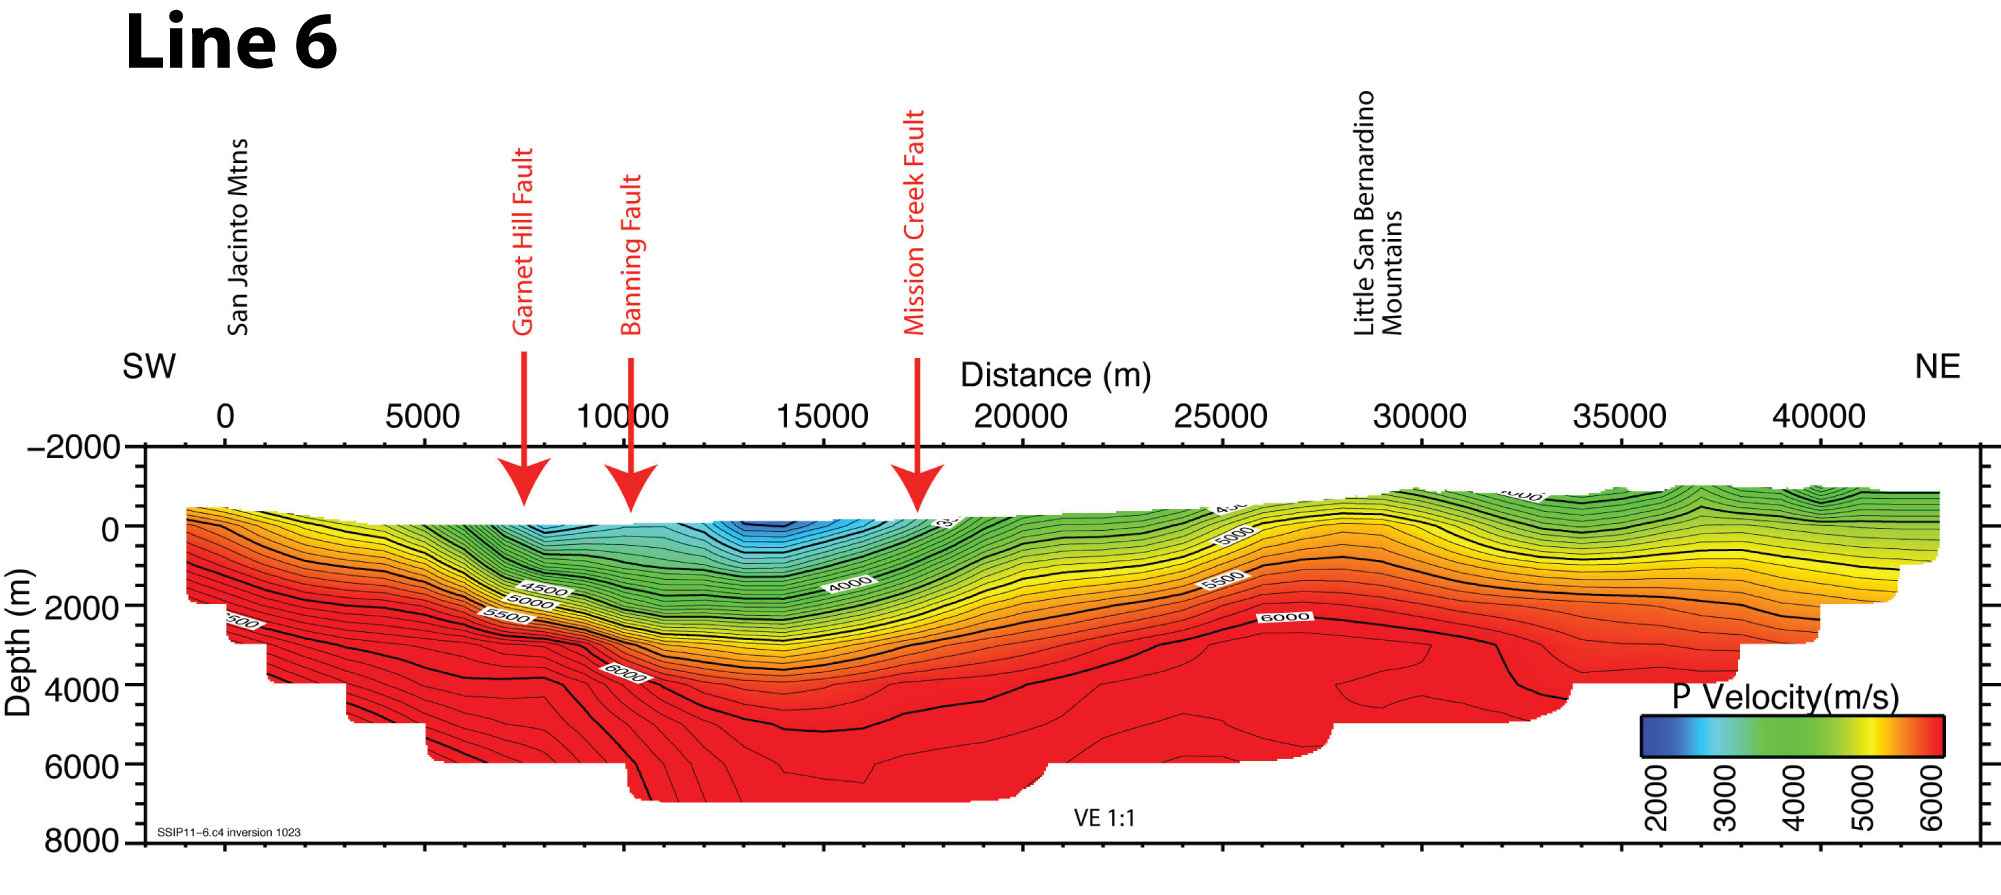 Line 6
San Jacinto Mtns
Garnet Hill Fault
Banning Fault
Mission Creek Fault
Little San Bernardino
Mountains
SW
Distance (m)
NE
0 5000 10000 15000 20000 25000 30000 35000 40000
Depth (m)
−2000
0
2000
4000
6000
8000
5000
4500
4000
5000
5500
5500
6000
6000
P Velocity(m/s)
2000 3000 4000 5000 6000
VE 1:1
SSIP11−6.c4 inversion 1023